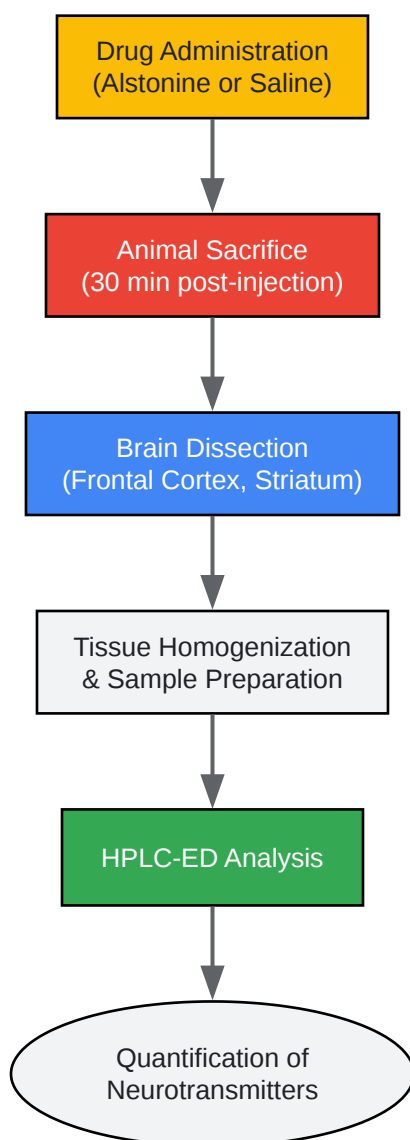 Drug Administration
(Alstonine or Saline)
Animal Sacrifice
(30 min post-injection)
Brain Dissection
(Frontal Cortex, Striatum)
Tissue Homogenization
& Sample Preparation
HPLC-ED Analysis
Quantification of
Neurotransmitters